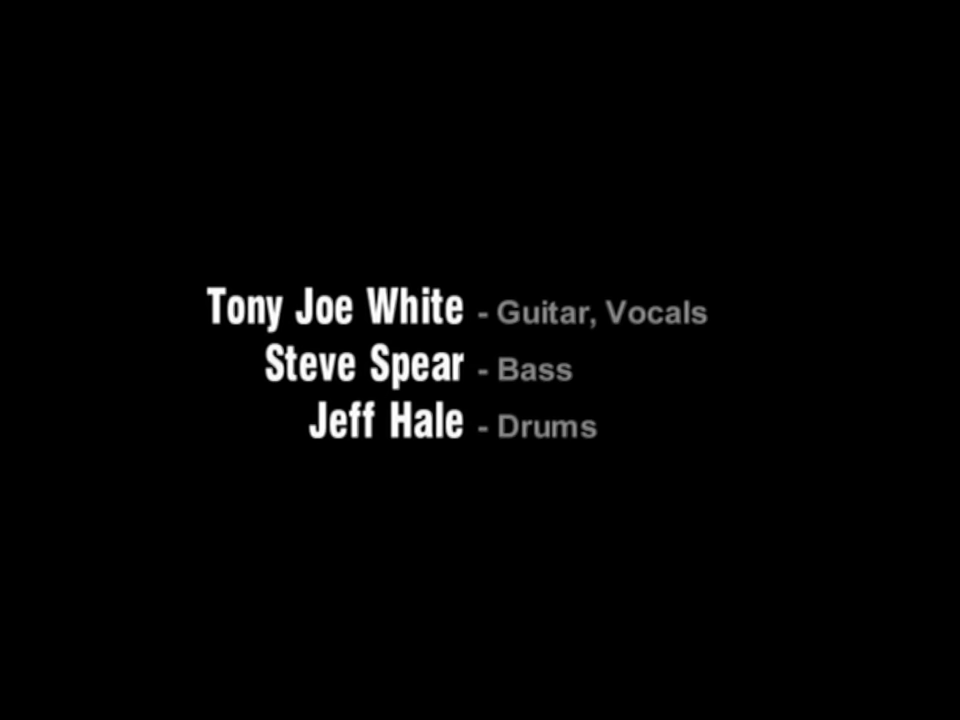 Tony Joe White - Guitar, Vocals
Steve Spear - Bass
Jeff Hale - Drums